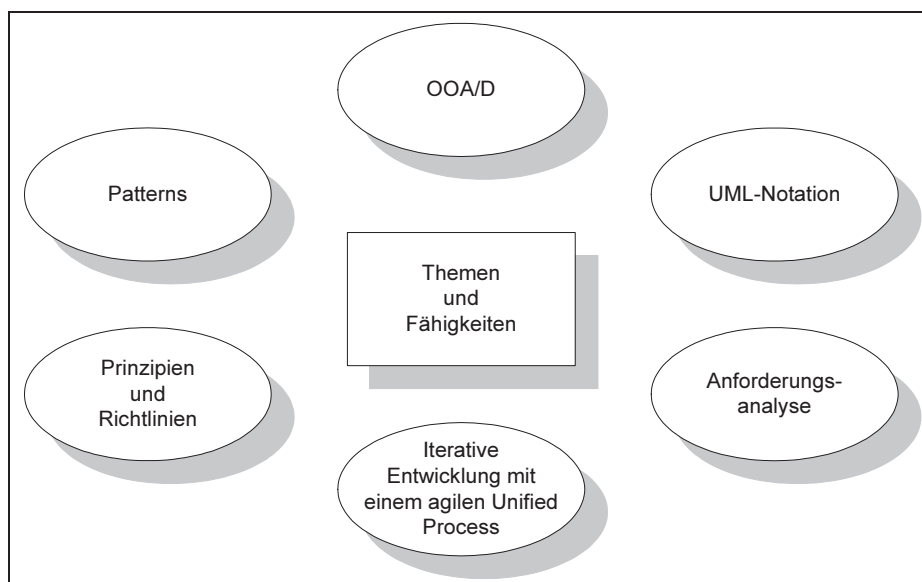 OOA/D
Patterns
UML-Notation
Themen
und
Fähigkeiten
Prinzipien
und
Richtlinien
Anforderungs-
analyse
Iterative
Entwicklung mit
einem agilen Unified
Process